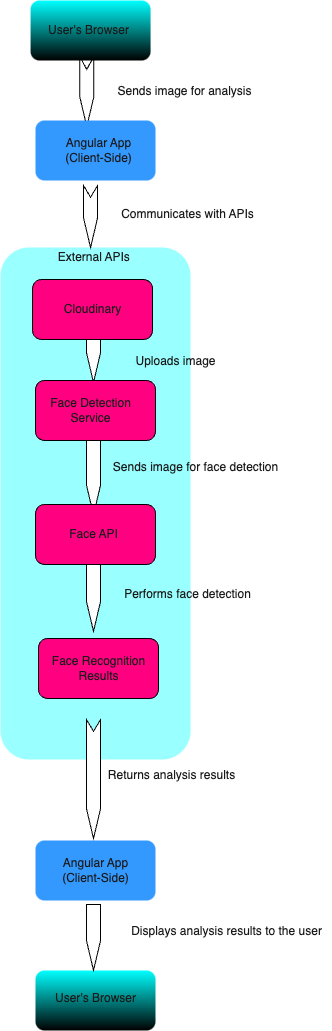 User's Browser
Sends image for analysis
Angular App
(Client-Side)
Communicates with APIs
External APIs
Cloudinary
Uploads image
Face Detection
Service
Sends image for face detection
Face API
Performs face detection
Face Recognition
Results
Returns analysis results
Angular App
(Client-Side)
Displays analysis results to the user
User's Browser